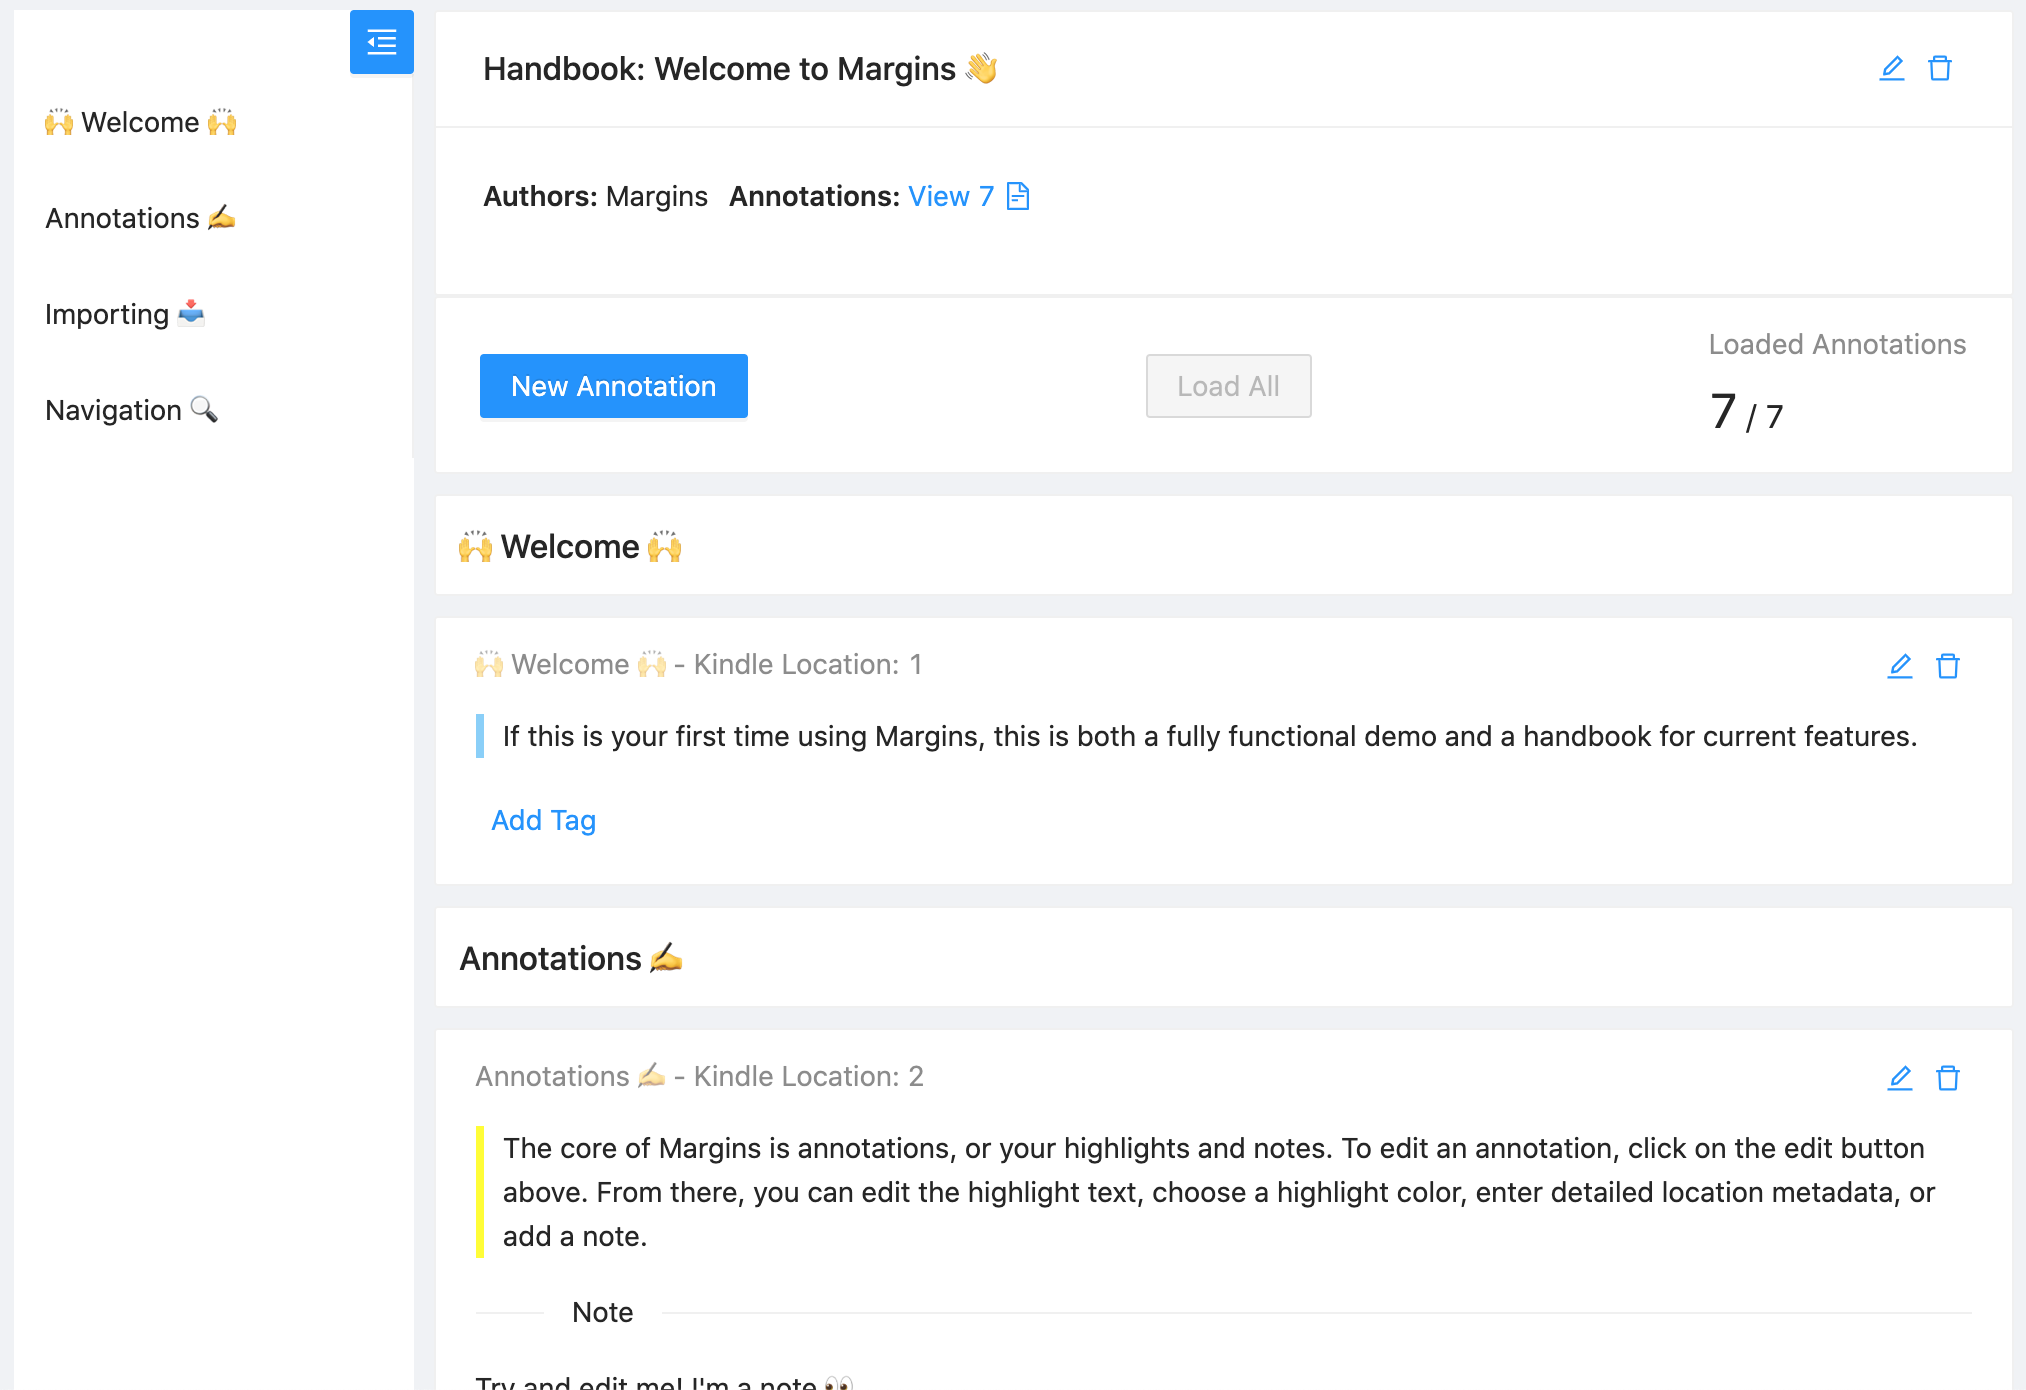 🙌 Welcome 🙌
Annotations ✍️
Importing 📥
Navigation 🔍
Handbook: Welcome to Margins 👋
Authors: Margins Annotations: View 7
New Annotation
Load All
Loaded Annotations
7 / 7
🙌 Welcome 🙌
🙌 Welcome 🙌 - Kindle Location: 1
If this is your first time using Margins, this is both a fully functional demo and a handbook for current features.
Add Tag
Annotations ✍️
Annotations ✍️ - Kindle Location: 2
The core of Margins is annotations, or your highlights and notes. To edit an annotation, click on the edit button
above. From there, you can edit the highlight text, choose a highlight color, enter detailed location metadata, or
add a note.
Note
Try and edit me! I'm a note 👀